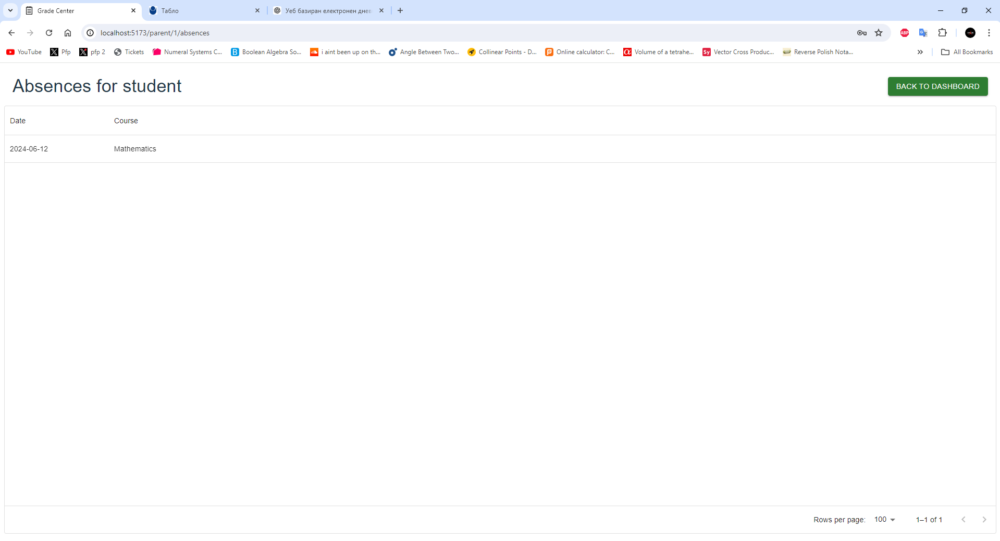 Grade Center
Табло
Уеб базиран електронен днев
localhost:5173/parent/1/absences
ABP
YouTube
Pfp
pfp 2
Tickets
Numeral Systems C...
Boolean Algebra So...
i aint been up on th...
Angle Between Two...
Collinear Points - D...
Online calculator: C...
Volume of a tetrahe...
Sy
Vector Cross Produc...
Reverse Polish Nota...
All Bookmarks
Absences for student
BACK TO DASHBOARD
Date Course
2024-06-12 Mathematics
Rows per page: 100 1–1 of 1